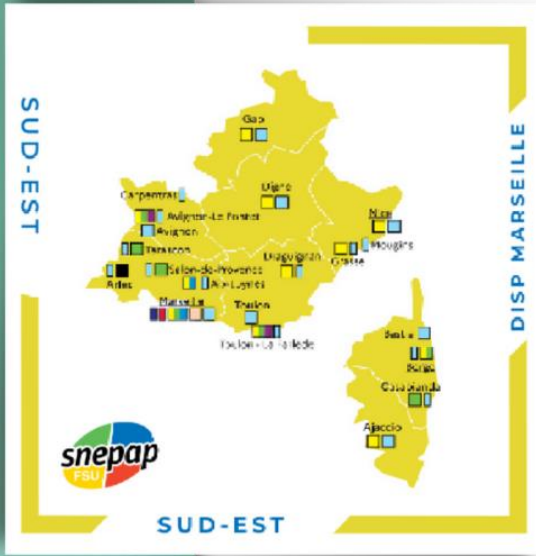 SUD-EST
DISP MARSEILLE
Gap
Digne
Carpentras
Avignon-Le Pontet
Avignon
Nice
Mougins
Grasse
Tarascon
Draguignan
Salon-de-Provence
Arles
Aix-Luynes
Marseille
Toulon
Toulon - La Farlède
Bastia
Borgo
Casabianda
Ajaccio
snepap
FSU
SUD-EST